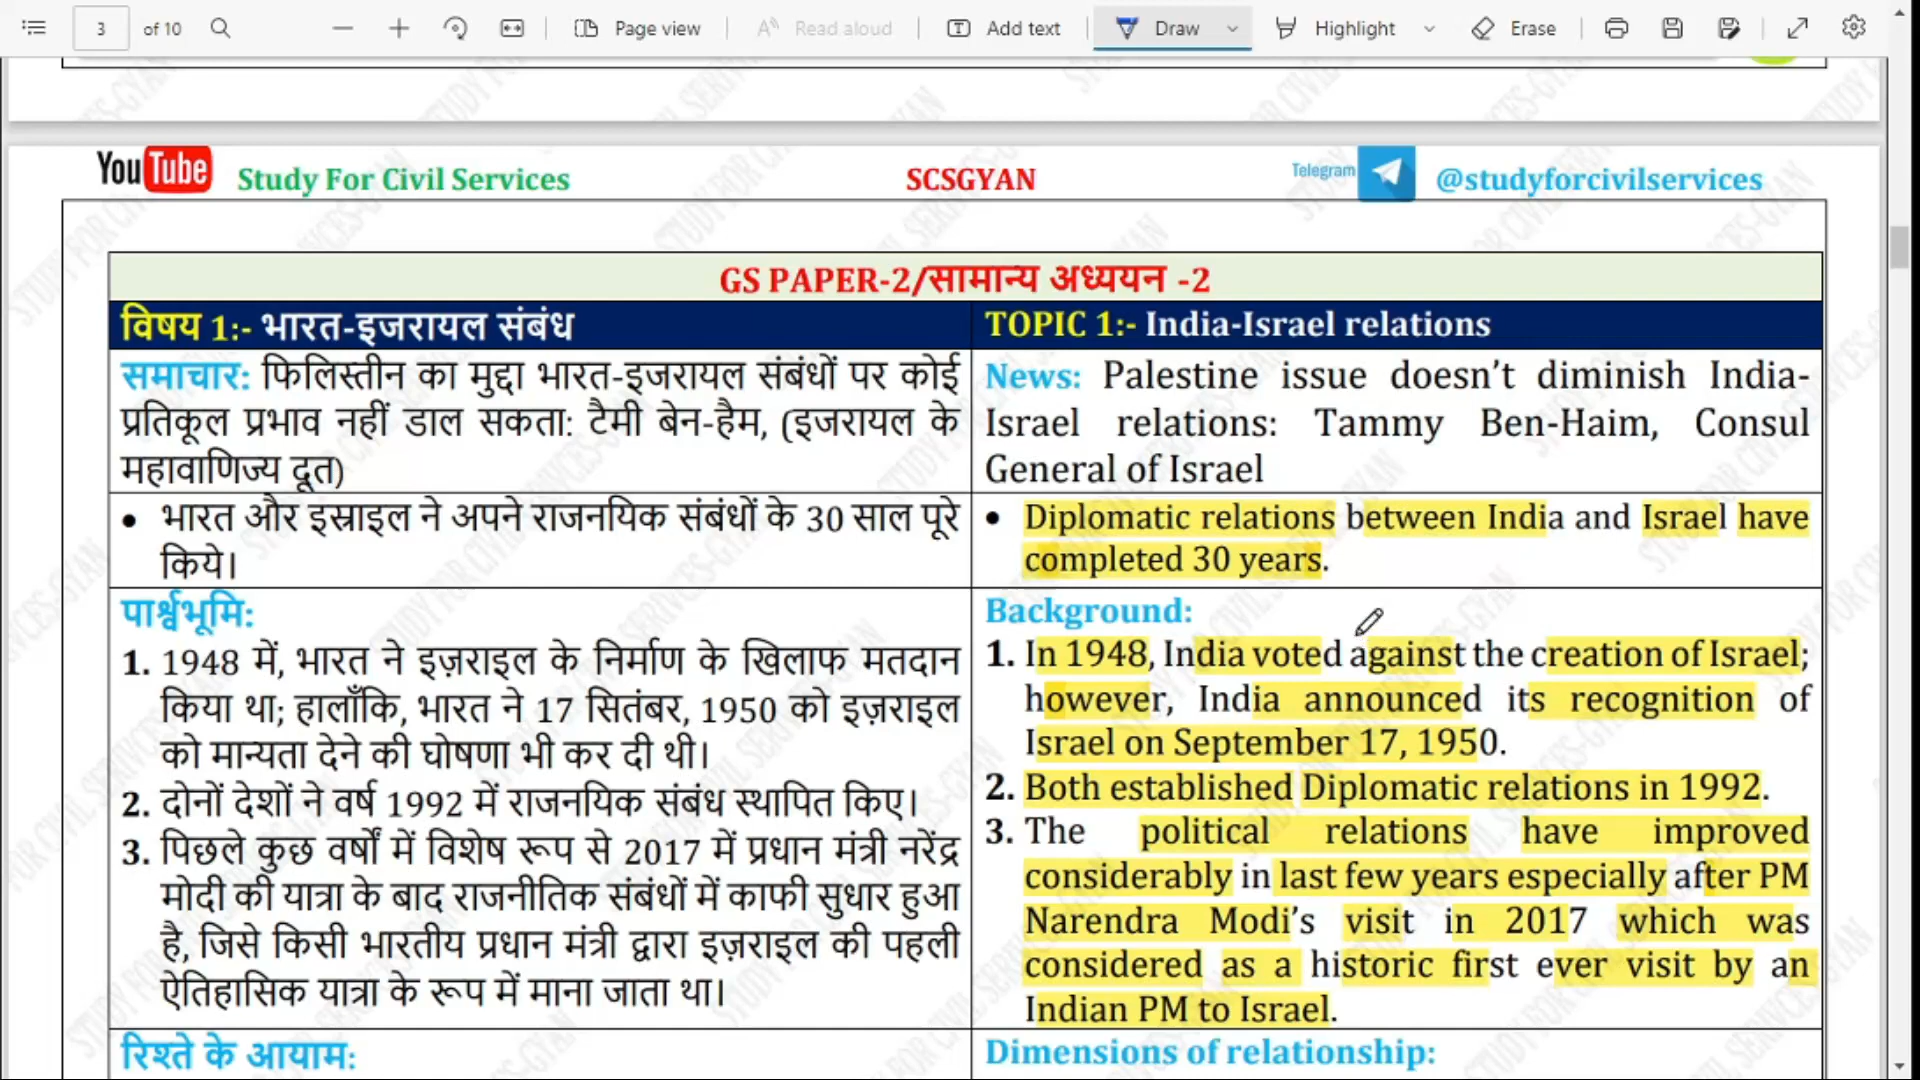 3 of 10 Page view Read aloud Add text Draw Highlight Erase
YouTube Study For Civil Services SCSGYAN Telegram @studyforcivilservices
GS PAPER-2/सामान्य अध्ययन -2
विषय 1:- भारत-इजरायल संबंध
समाचार: फिलिस्तीन का मुद्दा भारत-इजरायल संबंधों पर कोई
प्रतिकूल प्रभाव नहीं डाल सकता: टैमी बेन-हैम, (इजरायल के
महावाणिज्य दूत)
• भारत और इस्राइल ने अपने राजनयिक संबंधों के 30 साल पूरे
किये।
पार्श्वभूमि:
1. 1948 में, भारत ने इज़राइल के निर्माण के खिलाफ मतदान
किया था; हालाँकि, भारत ने 17 सितंबर, 1950 को इज़राइल
को मान्यता देने की घोषणा भी कर दी थी।
2. दोनों देशों ने वर्ष 1992 में राजनयिक संबंध स्थापित किए।
3. पिछले कुछ वर्षों में विशेष रूप से 2017 में प्रधान मंत्री नरेंद्र
मोदी की यात्रा के बाद राजनीतिक संबंधों में काफी सुधार हुआ
है, जिसे किसी भारतीय प्रधान मंत्री द्वारा इज़राइल की पहली
ऐतिहासिक यात्रा के रूप में माना जाता था।
रिश्ते के आयाम:
TOPIC 1:- India-Israel relations
News: Palestine issue doesn’t diminish India-
Israel relations: Tammy Ben-Haim, Consul
General of Israel
• Diplomatic relations between India and Israel have
completed 30 years.
Background:
1. In 1948, India voted against the creation of Israel;
however, India announced its recognition of
Israel on September 17, 1950.
2. Both established Diplomatic relations in 1992.
3. The political relations have improved
considerably in last few years especially after PM
Narendra Modi’s visit in 2017 which was
considered as a historic first ever visit by an
Indian PM to Israel.
Dimensions of relationship: